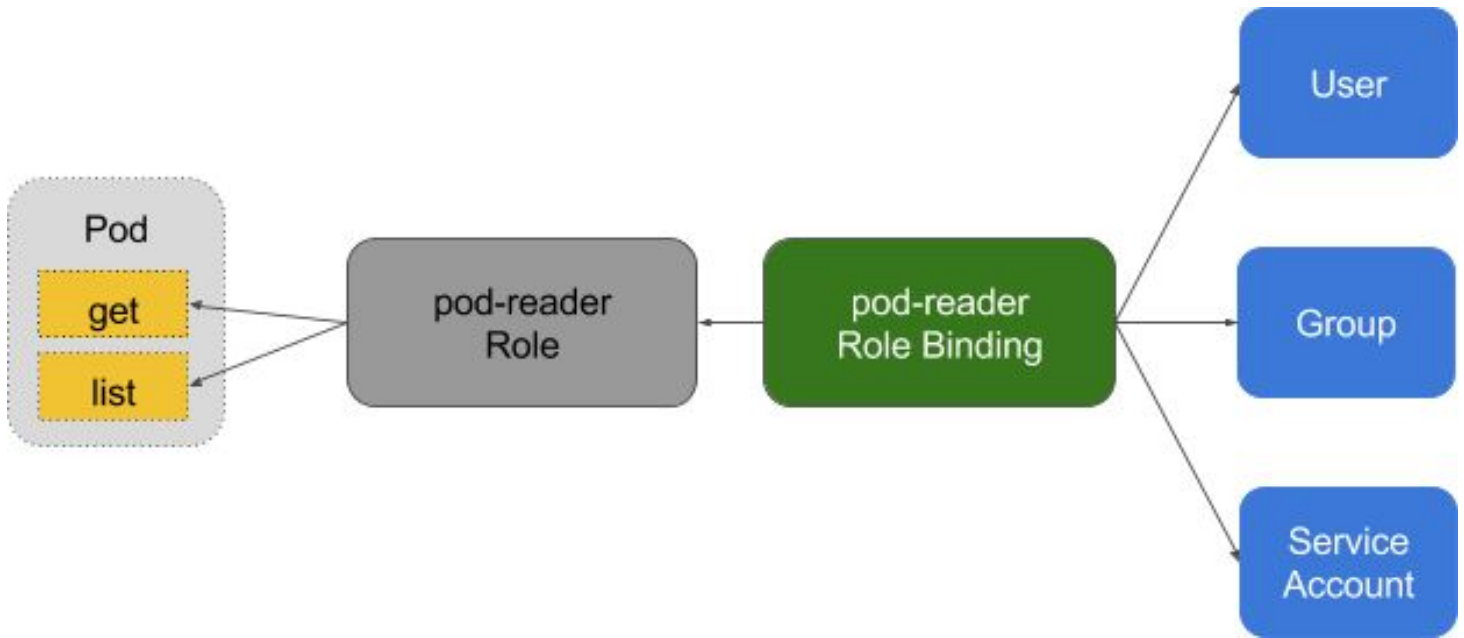 Pod
get
list
pod-reader
Role
pod-reader
Role Binding
User
Group
Service
Account